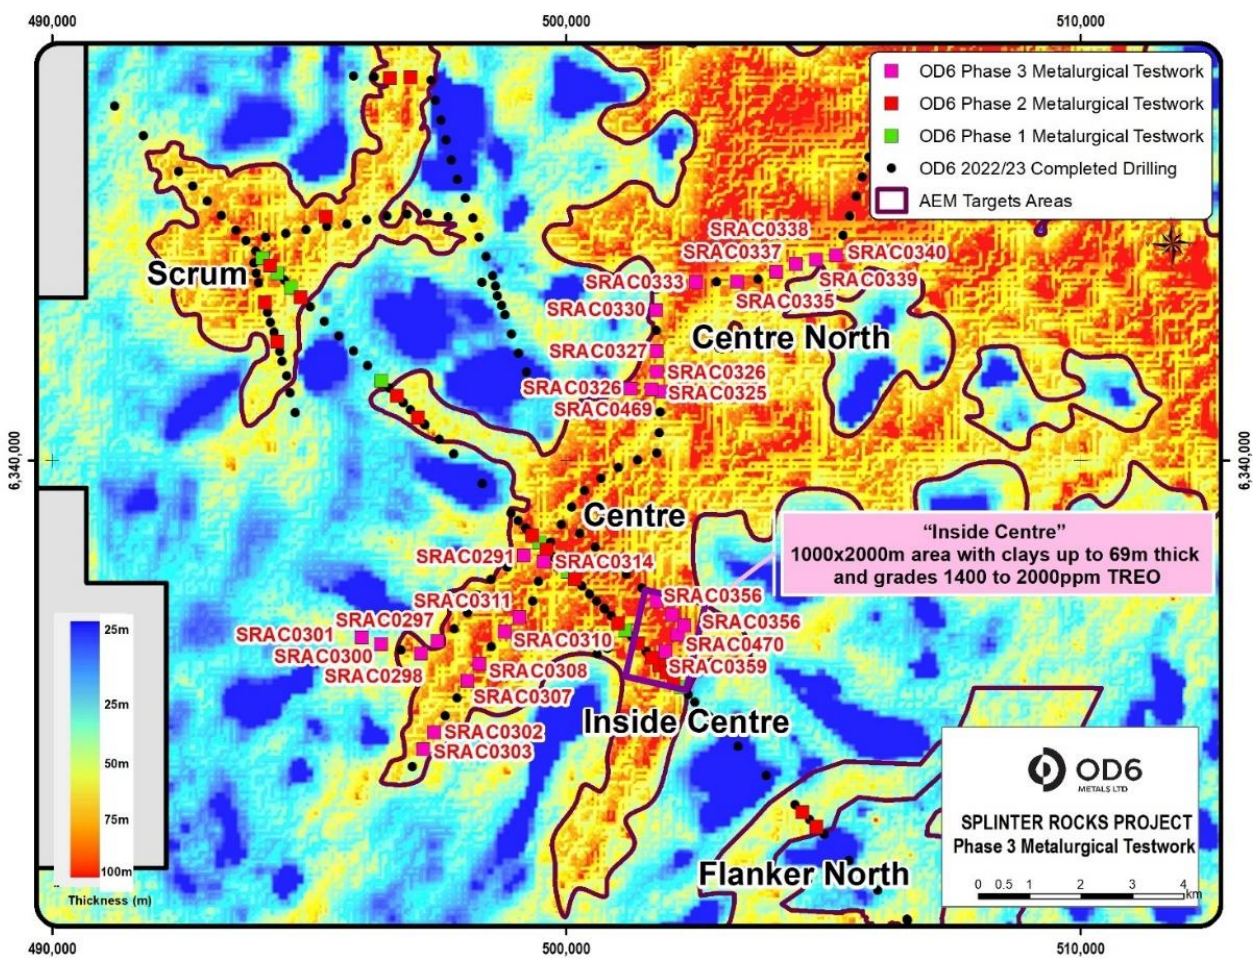 490,000
500,000
510,000
OD6 Phase 3 Metalurgical Testwork
OD6 Phase 2 Metalurgical Testwork
OD6 Phase 1 Metalurgical Testwork
OD6 2022/23 Completed Drilling
AEM Targets Areas
SRAC0338
SRAC0337
SRAC0340
Scrum
SRAC0333
SRAC0339
SRAC0335
SRAC0330
Centre North
SRAC0327
SRAC0326
SRAC0326
SRAC0325
SRAC0469
6,340,000
6,340,000
Centre
“Inside Centre”
1000x2000m area with clays up to 69m thick
and grades 1400 to 2000ppm TREO
SRAC0291
SRAC0314
SRAC0311
SRAC0356
SRAC0297
SRAC0356
SRAC0301
SRAC0310
SRAC0470
SRAC0300
SRAC0359
SRAC0298
SRAC0308
SRAC0307
Inside Centre
SRAC0302
SRAC0303
25m
25m
50m
75m
100m
Thickness (m)
OD6
METALS LTD
SPLINTER ROCKS PROJECT
Phase 3 Metalurgical Testwork
0 0.5 1 2 3 4
km
Flanker North
490,000
500,000
510,000